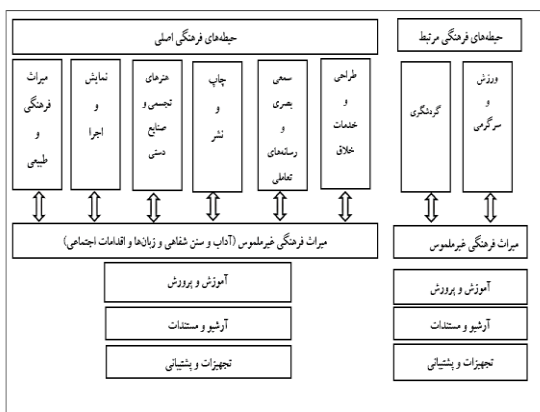 حیطه‌های فرهنگی مرتبط
حیطه‌های فرهنگی اصلی
ورزش
و
سرگرمی
گردشگری
طراحی
و
خدمات
خلاق
سمعی
بصری
و
رسانه‌های
تعاملی
چاپ
و
نشر
هنرهای
تجسمی و
صنایع
دستی
نمایش
و
اجرا
میراث
فرهنگی
و
طبیعی
میراث فرهنگی غیرملموس
میراث فرهنگی غیرملموس (آداب و سنن شفاهی و زبان‌ها و اقدامات اجتماعی)
آموزش و پرورش
آموزش و پرورش
آرشیو و مستندات
آرشیو و مستندات
تجهیزات و پشتیبانی
تجهیزات و پشتیبانی